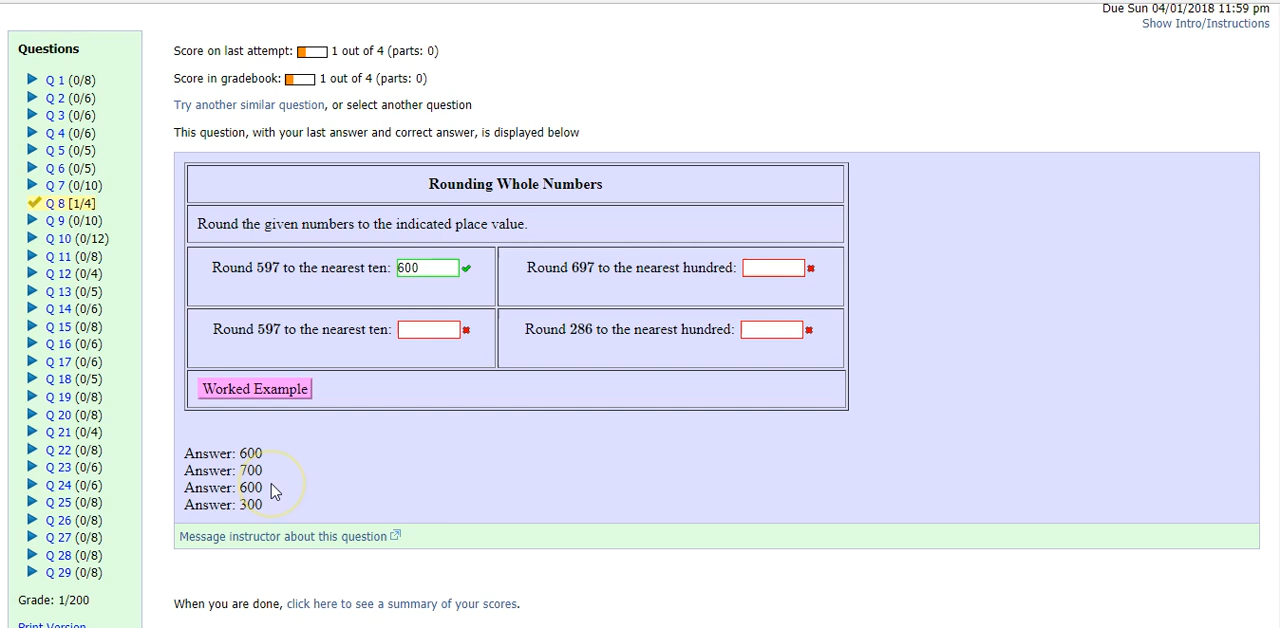 Due Sun 04/01/2018 11:59 pm
Show Intro/Instructions
Questions
Q 1 (0/8)
Q 2 (0/6)
Q 3 (0/6)
Q 4 (0/6)
Q 5 (0/5)
Q 6 (0/5)
Q 7 (0/10)
Q 8 [1/4]
Q 9 (0/10)
Q 10 (0/12)
Q 11 (0/8)
Q 12 (0/4)
Q 13 (0/5)
Q 14 (0/6)
Q 15 (0/8)
Q 16 (0/6)
Q 17 (0/6)
Q 18 (0/5)
Q 19 (0/8)
Q 20 (0/8)
Q 21 (0/4)
Q 22 (0/8)
Q 23 (0/6)
Q 24 (0/6)
Q 25 (0/8)
Q 26 (0/8)
Q 27 (0/8)
Q 28 (0/8)
Q 29 (0/8)
Grade: 1/200
Print Version
Score on last attempt: 1 out of 4 (parts: 0)
Score in gradebook: 1 out of 4 (parts: 0)
Try another similar question, or select another question
This question, with your last answer and correct answer, is displayed below
Rounding Whole Numbers
Round the given numbers to the indicated place value.
Round 597 to the nearest ten: 600
Round 697 to the nearest hundred:
Round 597 to the nearest ten:
Round 286 to the nearest hundred:
Worked Example
Answer: 600
Answer: 700
Answer: 600
Answer: 300
Message instructor about this question
When you are done, click here to see a summary of your scores.